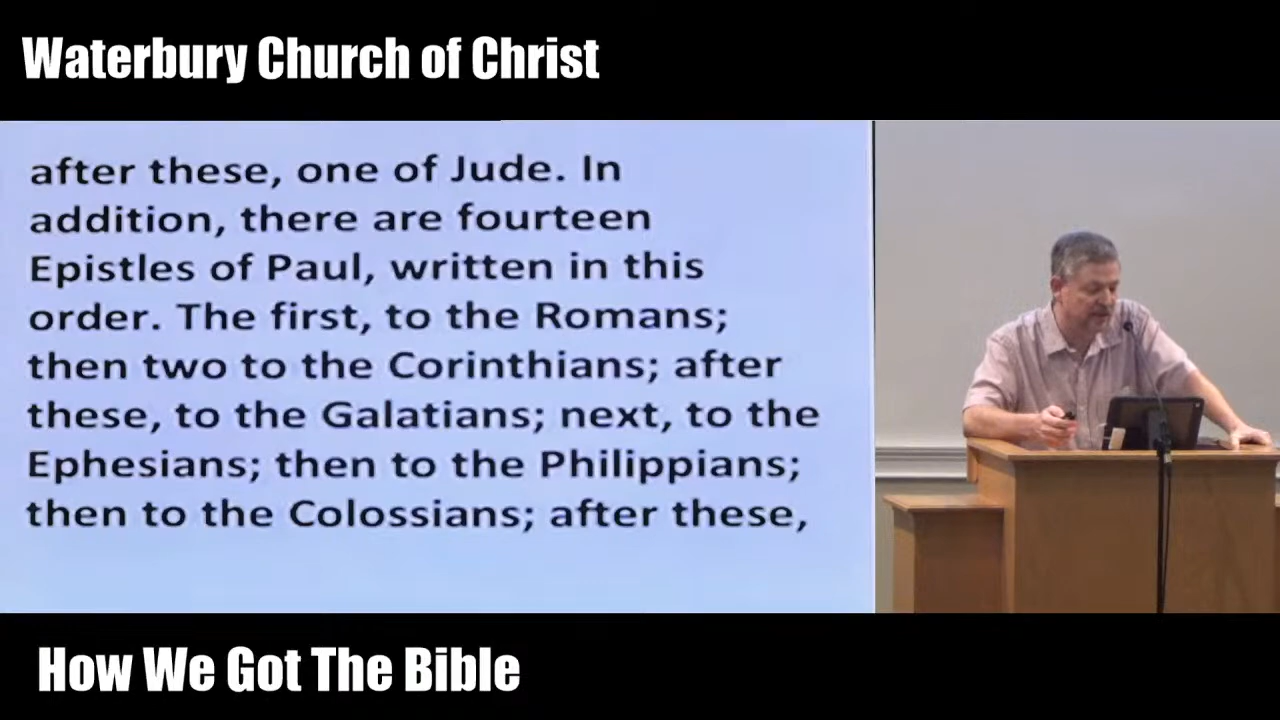 Waterbury Church of Christ
after these, one of Jude. In
addition, there are fourteen
Epistles of Paul, written in this
order. The first, to the Romans;
then two to the Corinthians; after
these, to the Galatians; next, to the
Ephesians; then to the Philippians;
then to the Colossians; after these,
How We Got The Bible